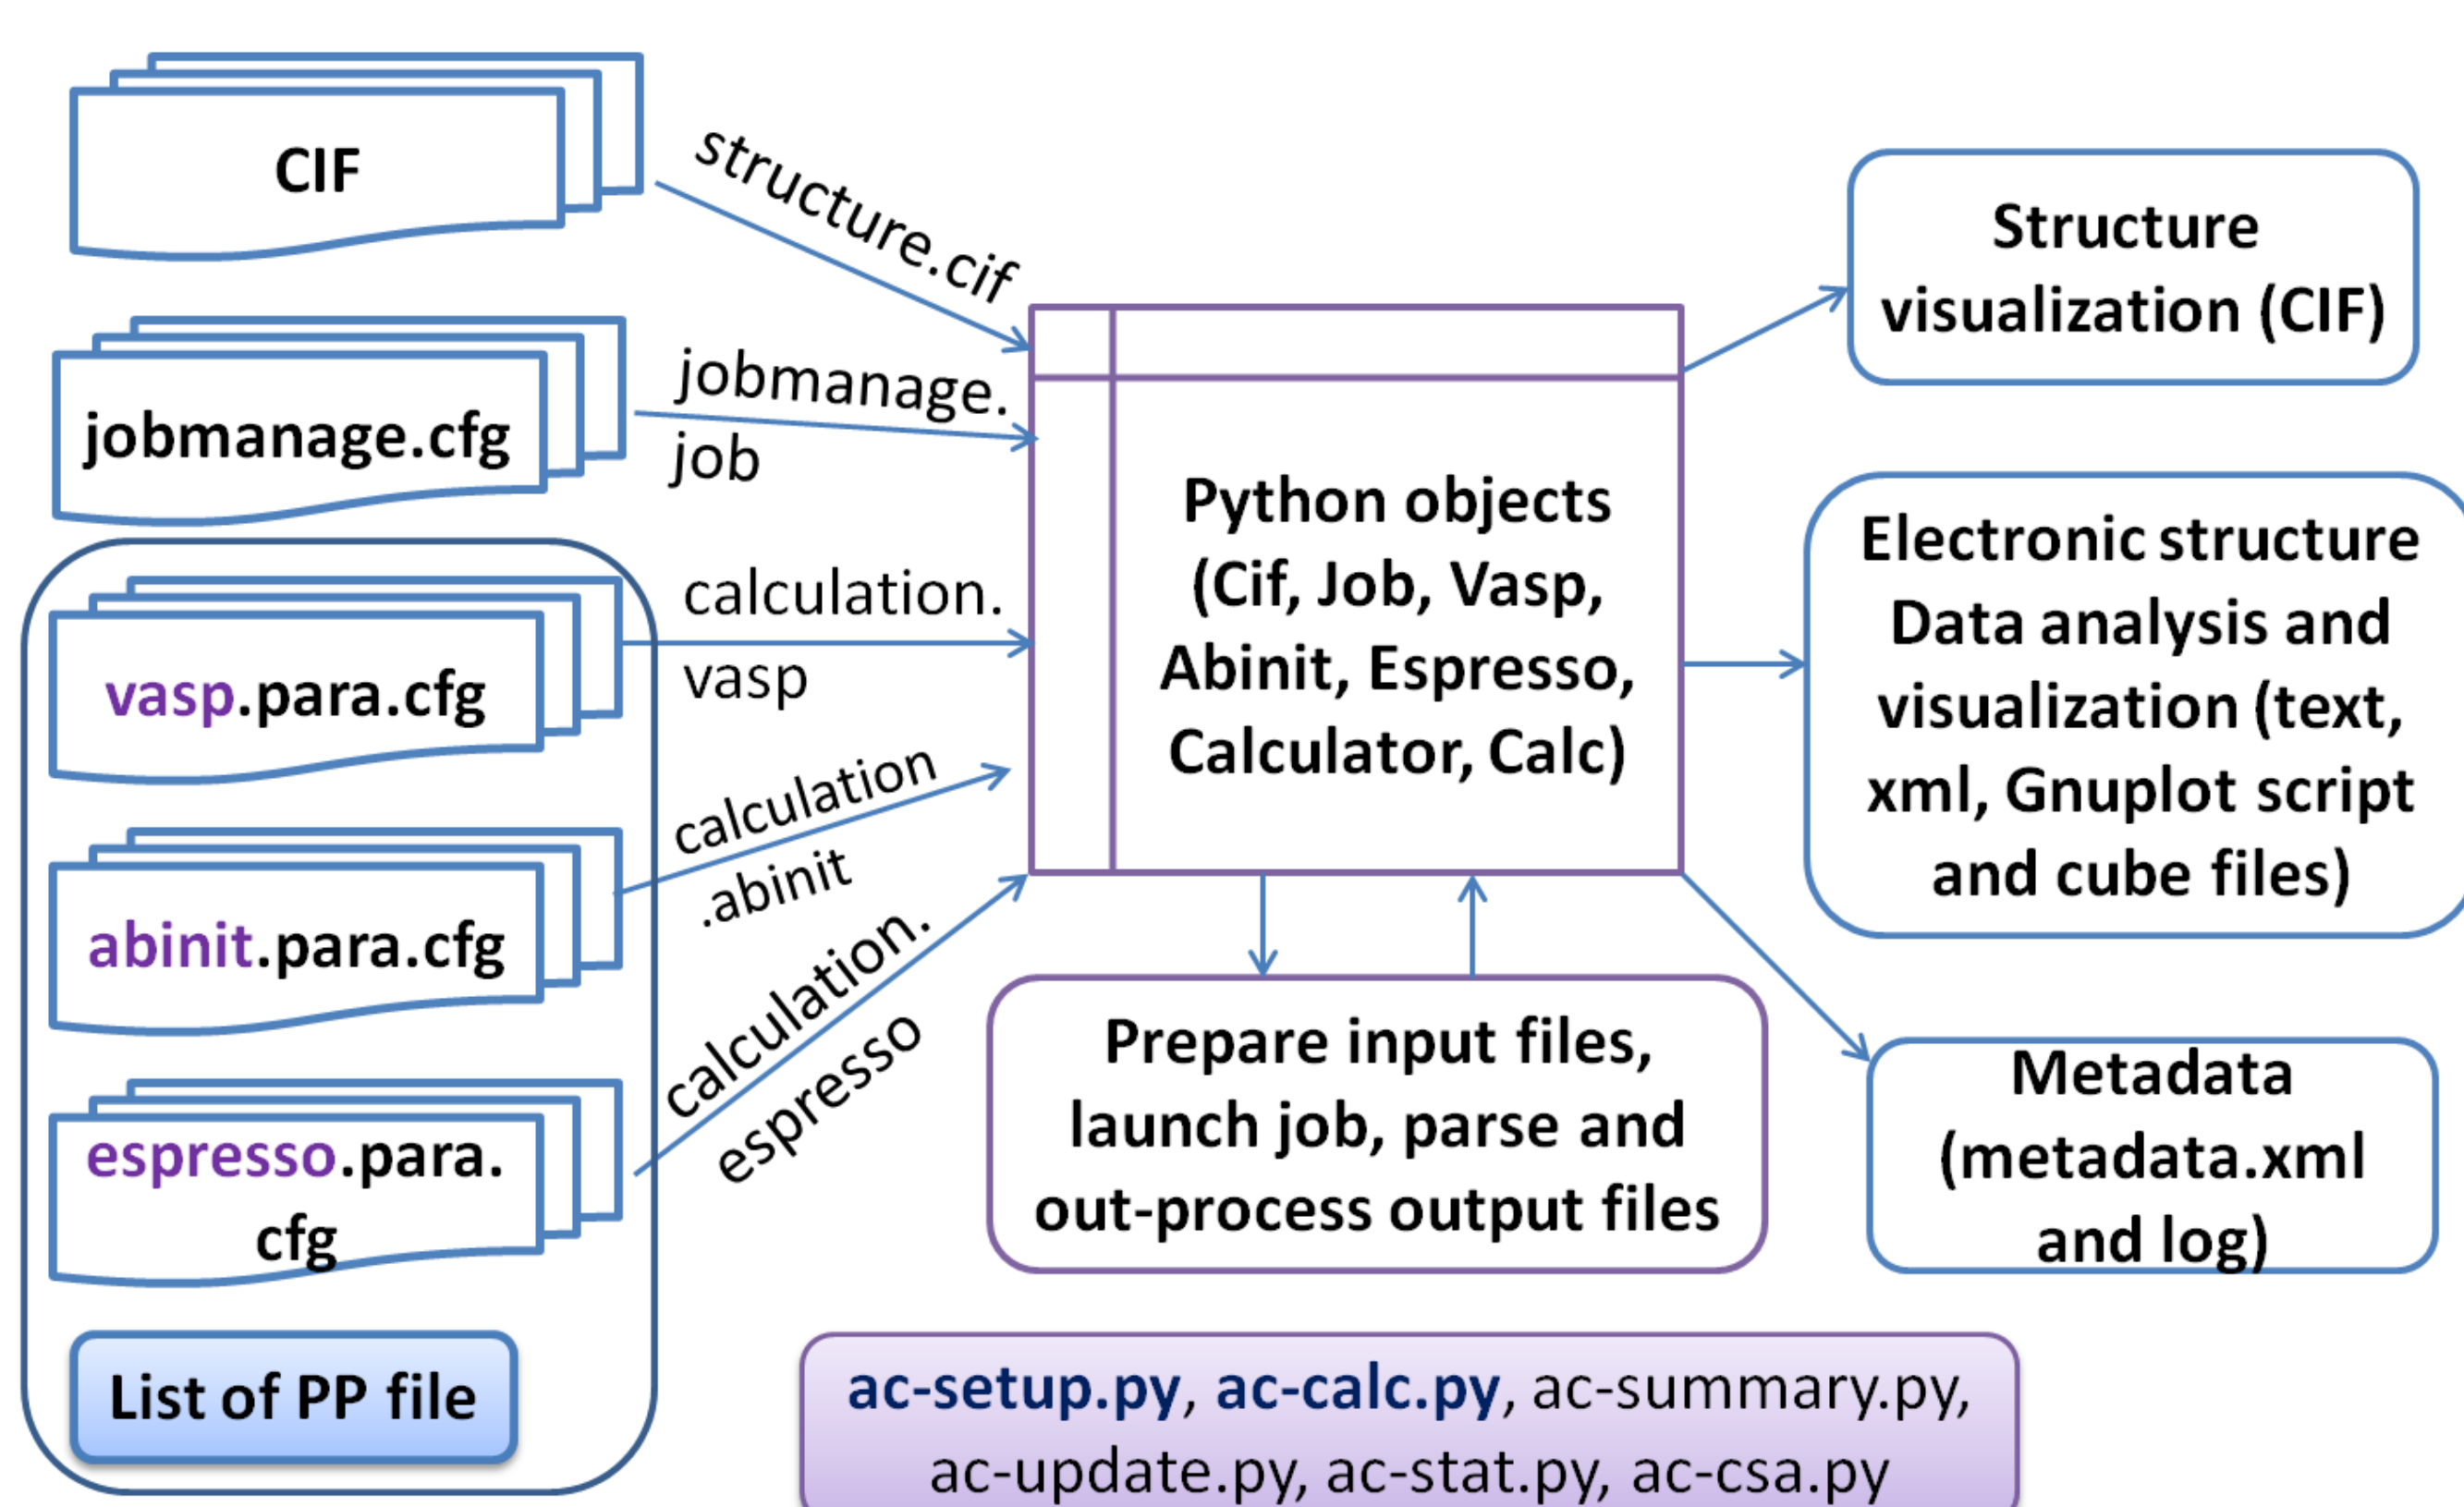 CIF
structure.cif
jobmanage.cfg
jobmanage.
job
vasp.para.cfg
calculation.
vasp
abinit.para.cfg
calculation
.abinit
espresso.para.
cfg
calculation.
espresso
List of PP file
Python objects
(Cif, Job, Vasp,
Abinit, Espresso,
Calculator, Calc)
Prepare input files,
launch job, parse and
out-process output files
Structure
visualization (CIF)
Electronic structure
Data analysis and
visualization (text,
xml, Gnuplot script
and cube files)
Metadata
(metadata.xml
and log)
ac-setup.py, ac-calc.py, ac-summary.py,
ac-update.py, ac-stat.py, ac-csa.py